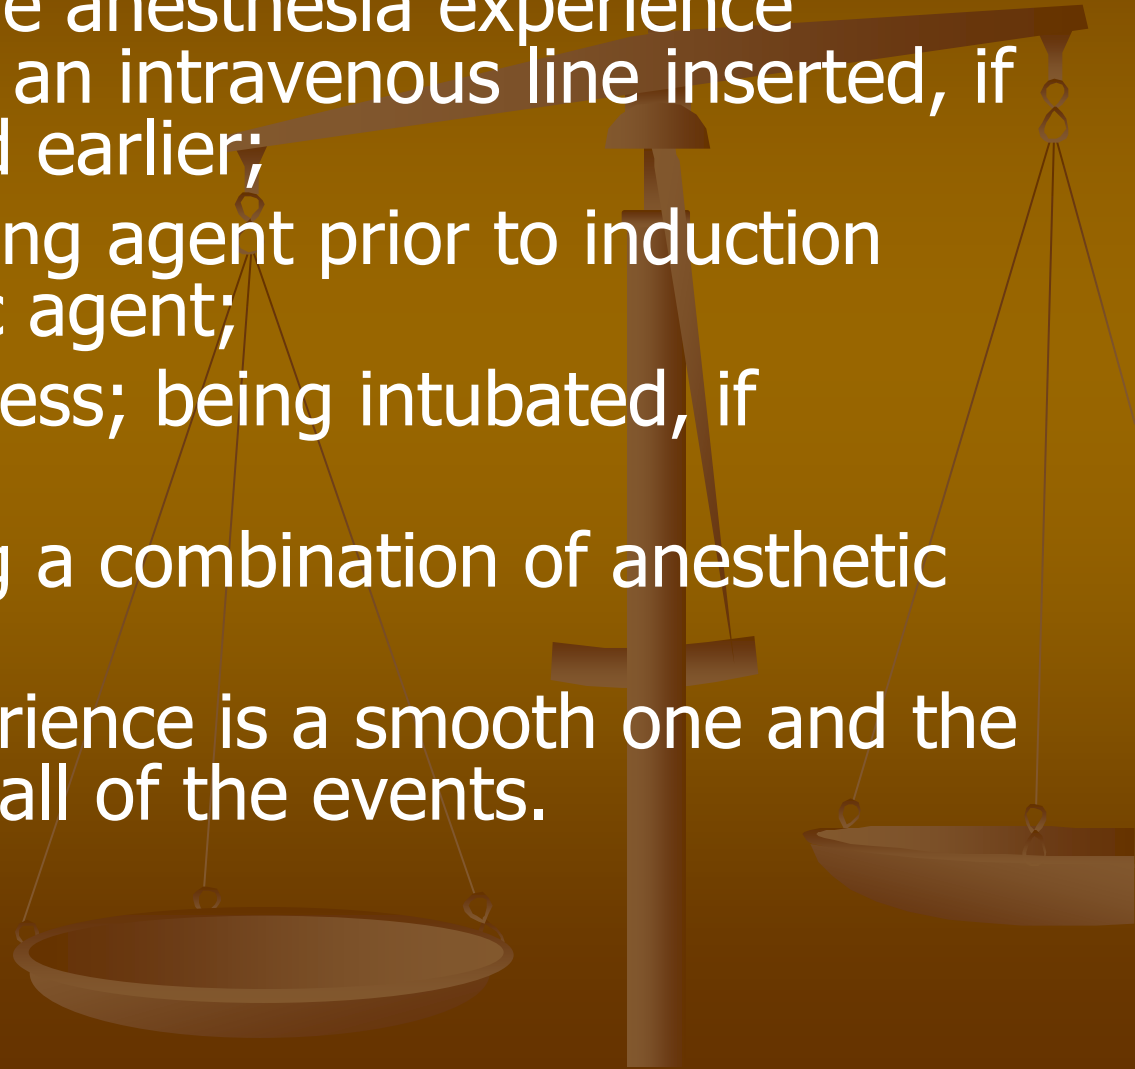 e anesthesia experience
an intravenous line inserted, if
d earlier;
ng agent prior to induction
c agent;
ess; being intubated, if
g a combination of anesthetic
rience is a smooth one and the
all of the events.